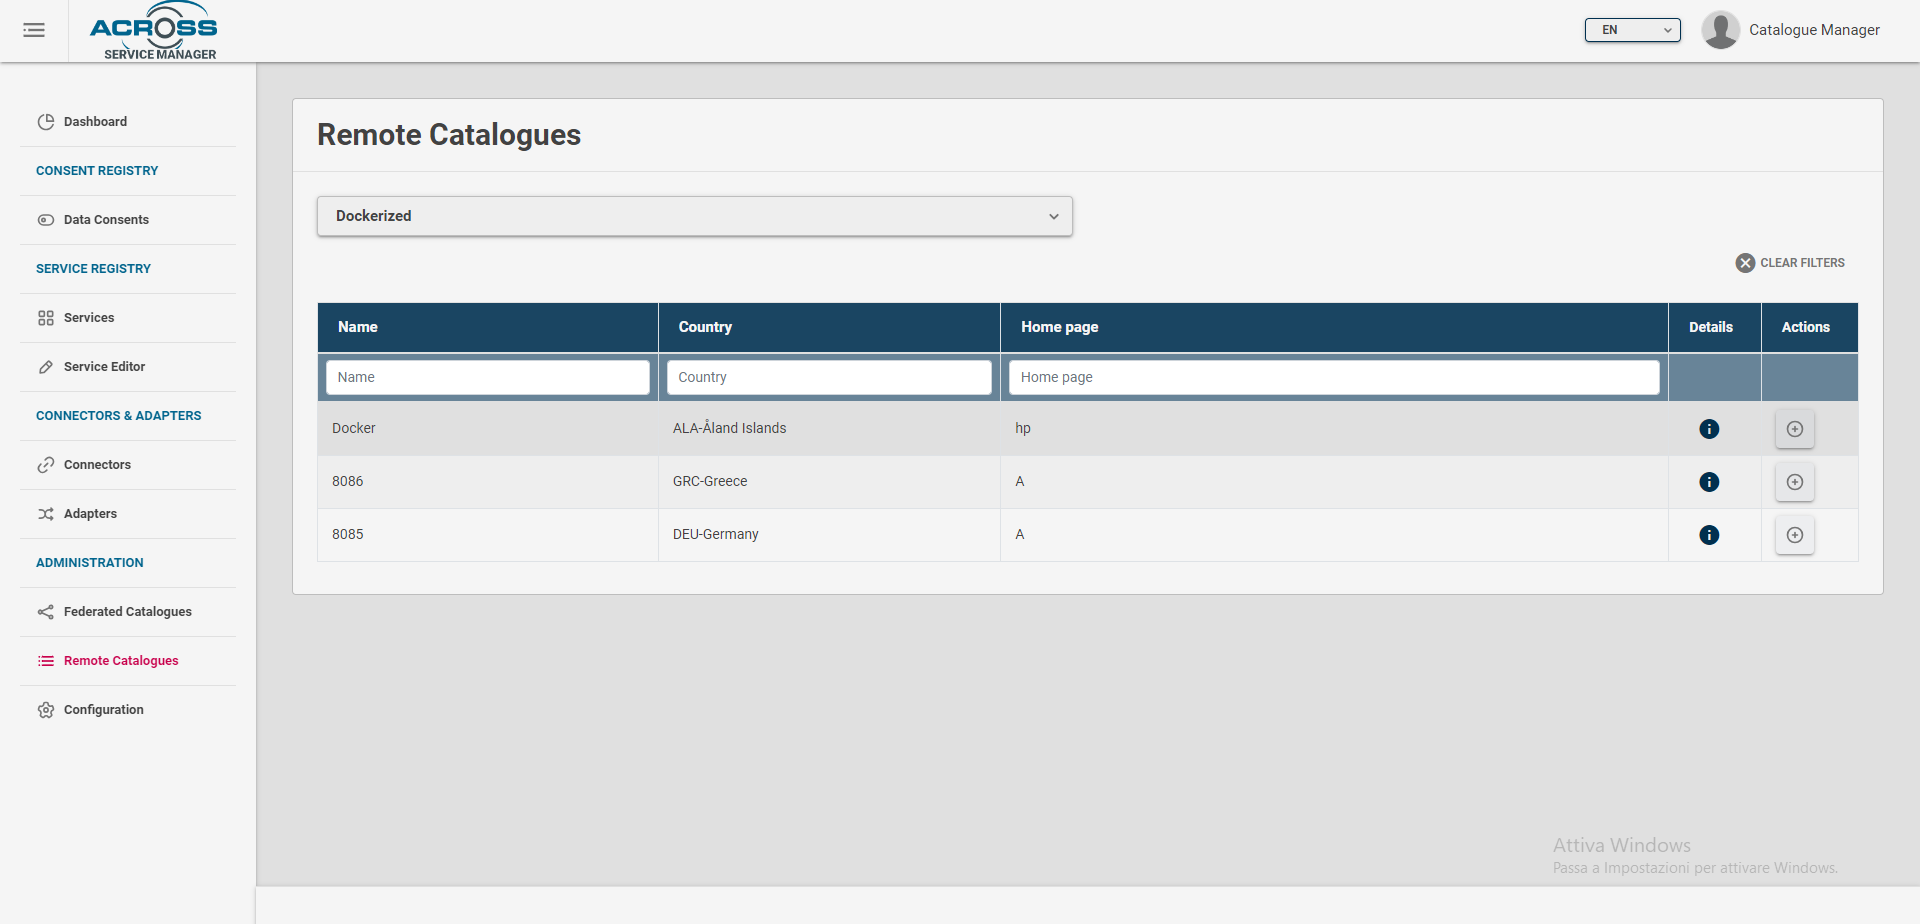 ACROSS
SERVICE MANAGER
EN
Catalogue Manager
Dashboard
CONSENT REGISTRY
Data Consents
SERVICE REGISTRY
Services
Service Editor
CONNECTORS & ADAPTERS
Connectors
Adapters
ADMINISTRATION
Federated Catalogues
Remote Catalogues
Configuration
Remote Catalogues
Dockerized
CLEAR FILTERS
Name Country Home page Details Actions
Name Country Home page
Docker ALA-Åland Islands hp
8086 GRC-Greece A
8085 DEU-Germany A
Attiva Windows
Passa a Impostazioni per attivare Windows.